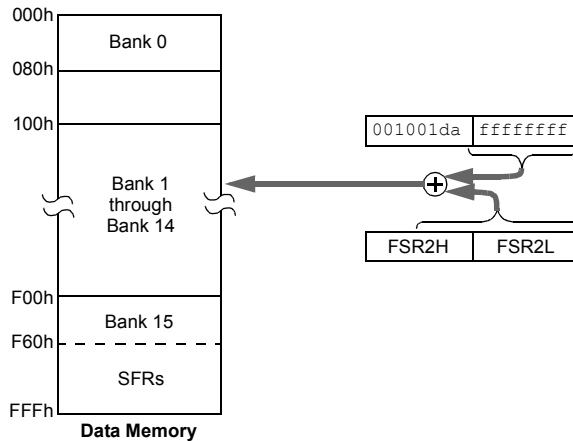 000h
Bank 0
080h
100h
001001da ffffffff
Bank 1
through
Bank 14
FSR2H FSR2L
F00h
Bank 15
F60h
SFRs
FFFh
Data Memory